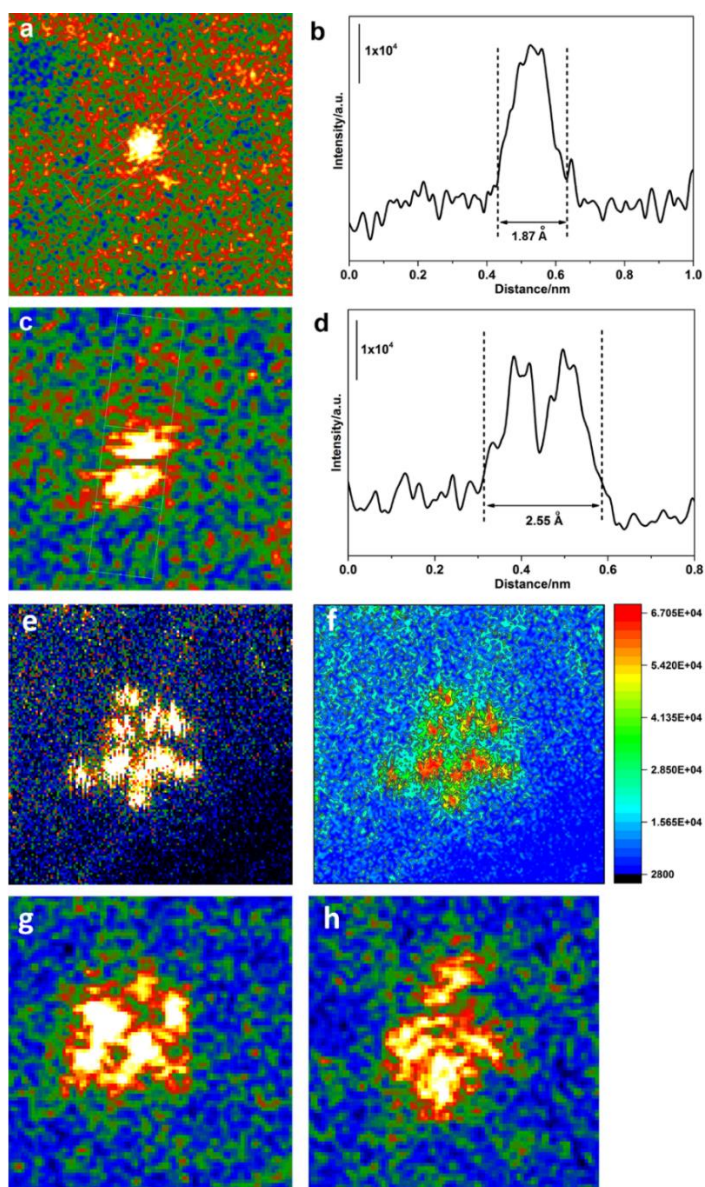 a
b
1x10⁴
Intensity/a.u.
1.87 Å
0.0 0.2 0.4 0.6 0.8 1.0
Distance/nm
c
d
1x10⁴
Intensity/a.u.
2.55 Å
0.0 0.2 0.4 0.6 0.8
Distance/nm
e
f
6.705E+04
5.420E+04
4.135E+04
2.850E+04
1.565E+04
2800
g
h